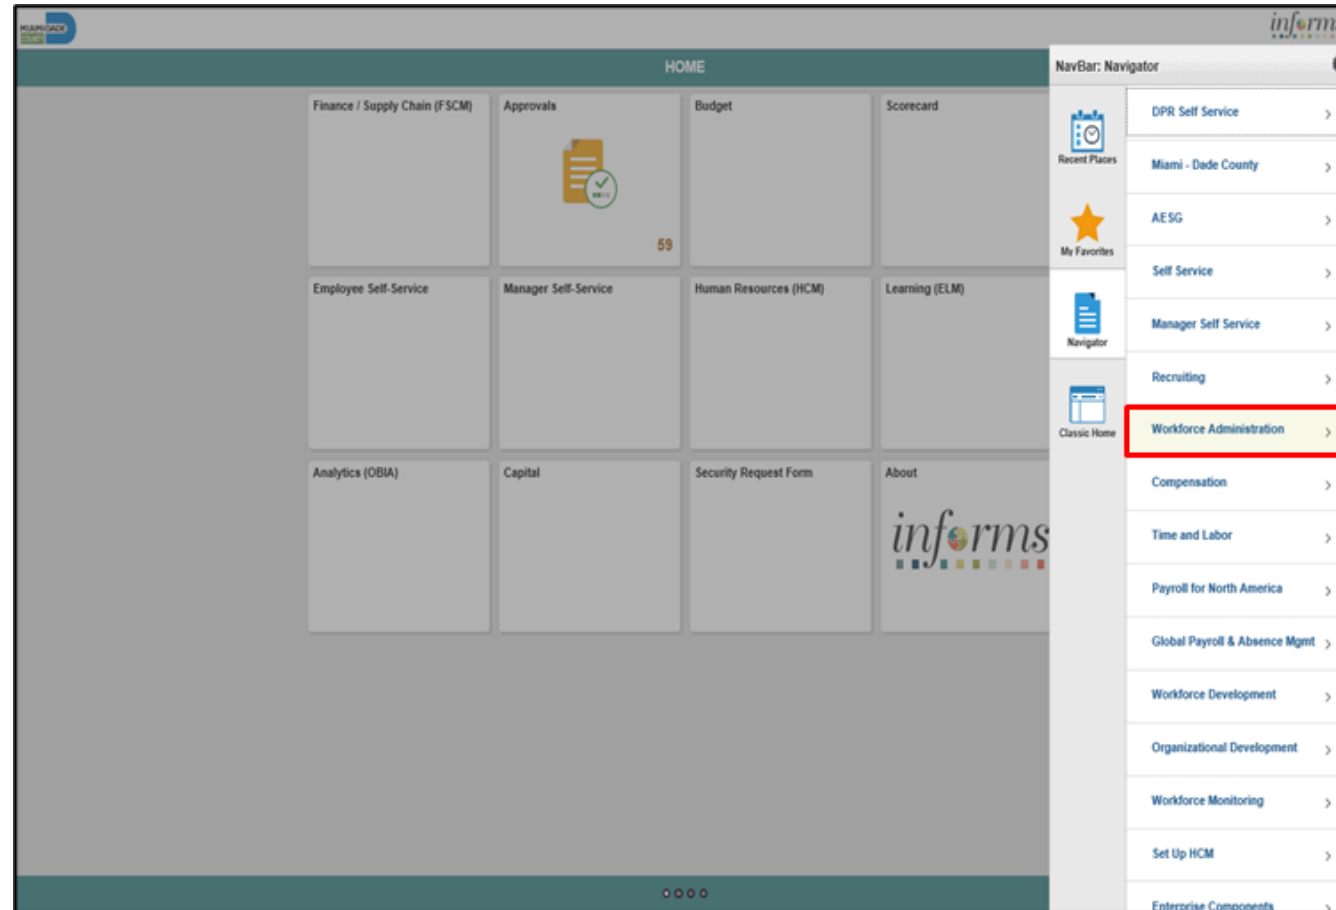 MIAMI-DADE
COUNTY
informs
HOME
NavBar: Navigator
Finance / Supply Chain (FSCM)
Approvals
59
Budget
Scorecard
Employee Self-Service
Manager Self-Service
Human Resources (HCM)
Learning (ELM)
Analytics (OBIA)
Capital
Security Request Form
About
informs
Recent Places
My Favorites
Navigator
Classic Home
DPR Self Service
Miami - Dade County
AESG
Self Service
Manager Self Service
Recruiting
Workforce Administration
Compensation
Time and Labor
Payroll for North America
Global Payroll & Absence Mgmt
Workforce Development
Organizational Development
Workforce Monitoring
Set Up HCM
Enterprise Components